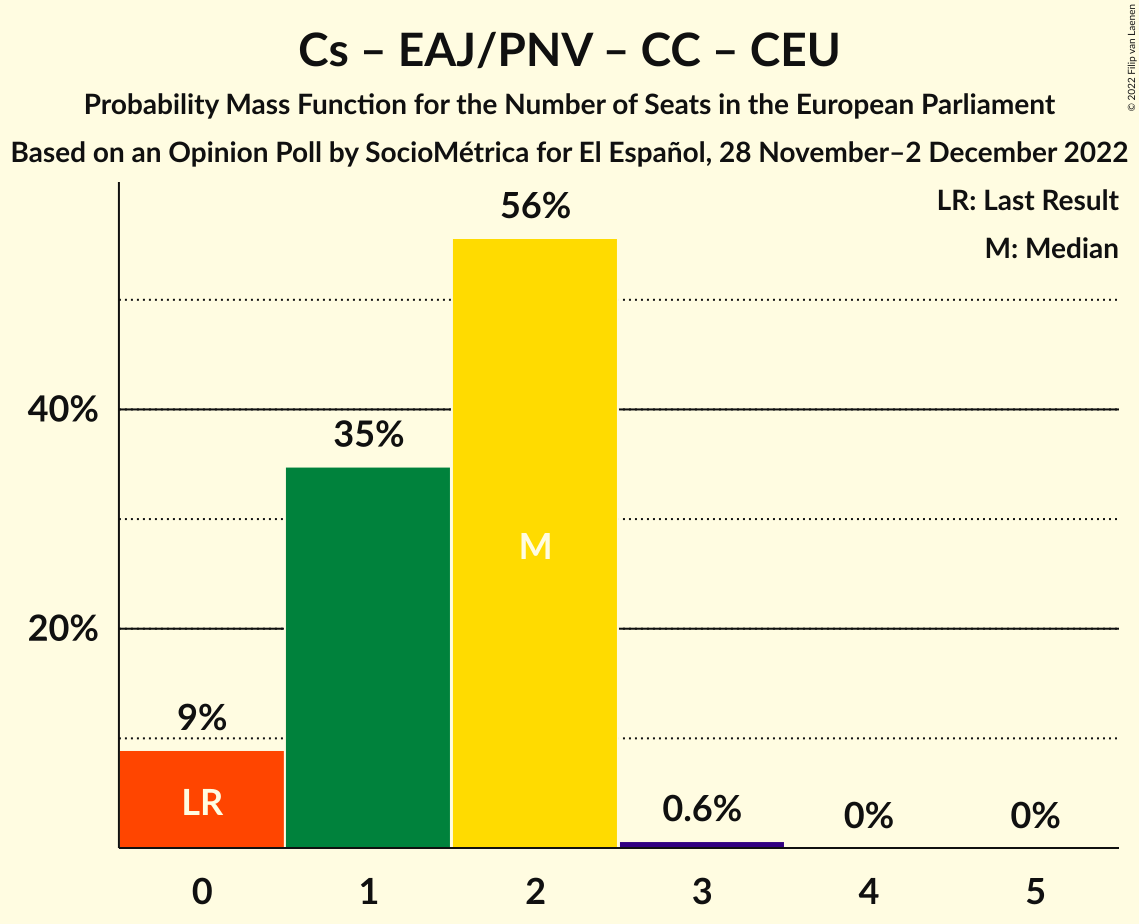 Cs – EAJ/PNV – CC – CEU
Probability Mass Function for the Number of Seats in the European Parliament
Based on an Opinion Poll by SocioMétrica for El Español, 28 November–2 December 2022
© 2022 Filip van Laenen
LR: Last Result
M: Median
56%
40%
35%
M
20%
9%
LR
0.6%
0%
0%
0 1 2 3 4 5